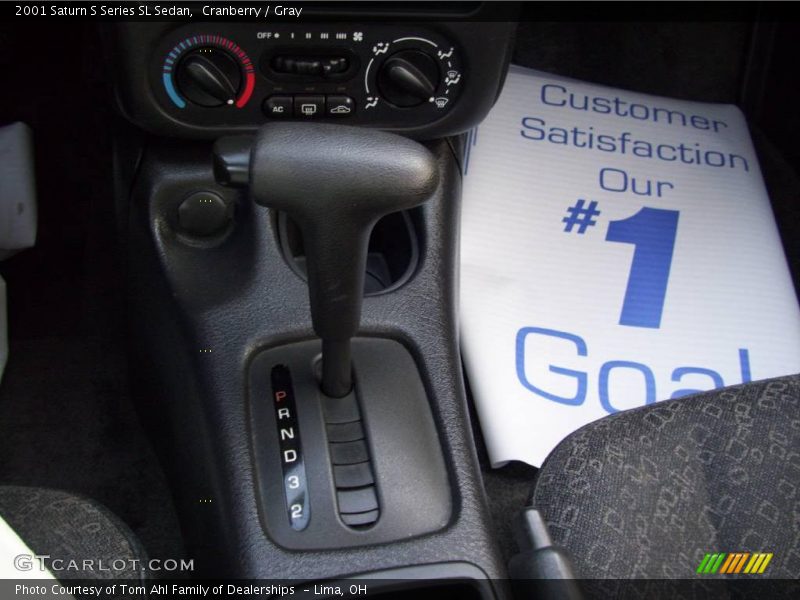 2001 Saturn S Series SL Sedan, Cranberry / Gray
OFF
AC
Customer
Satisfaction
Our
#1
Goal
P
R
N
D
3
2
GTCARLOT.COM
Photo Courtesy of Tom Ahl Family of Dealerships - Lima, OH